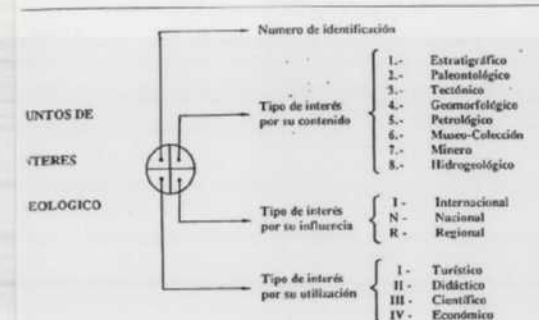 Numero de identificación
UNTOS DE
NTERES
EOLOGICO
Tipo de interés
por su contenido
1.- Estratigráfico
2.- Paleontológico
3.- Tectónico
4.- Geomorfológico
5.- Petrológico
6.- Museo-Colección
7.- Minero
8.- Hidrogeológico
Tipo de interés
por su influencia
I - Internacional
N - Nacional
R - Regional
Tipo de interés
por su utilización
I - Turístico
II - Didáctico
III - Científico
IV - Económico